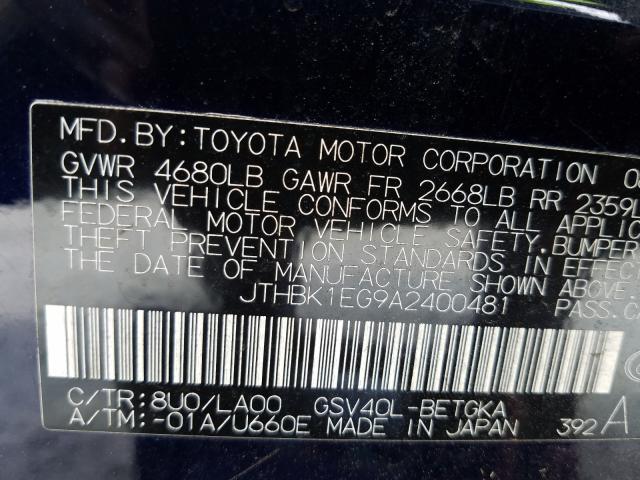 MFD. BY: TOYOTA MOTOR CORPORATION
GVWR 4680LB GAWR FR 2668LB RR 2359L
THIS VEHICLE CONFORMS TO ALL APPLIC
FEDERAL MOTOR VEHICLE SAFETY, BUMPER
THEFT PREVENTION STANDARDS IN EFFECT
THE DATE OF MANUFACTURE SHOWN ABOVE.
JTHBK1EG9A2400481 PASS.CA
C/TR: 8U0/LA00 GSV40L-BETGKA
A/TM: -01A/U660E MADE IN JAPAN 392 A